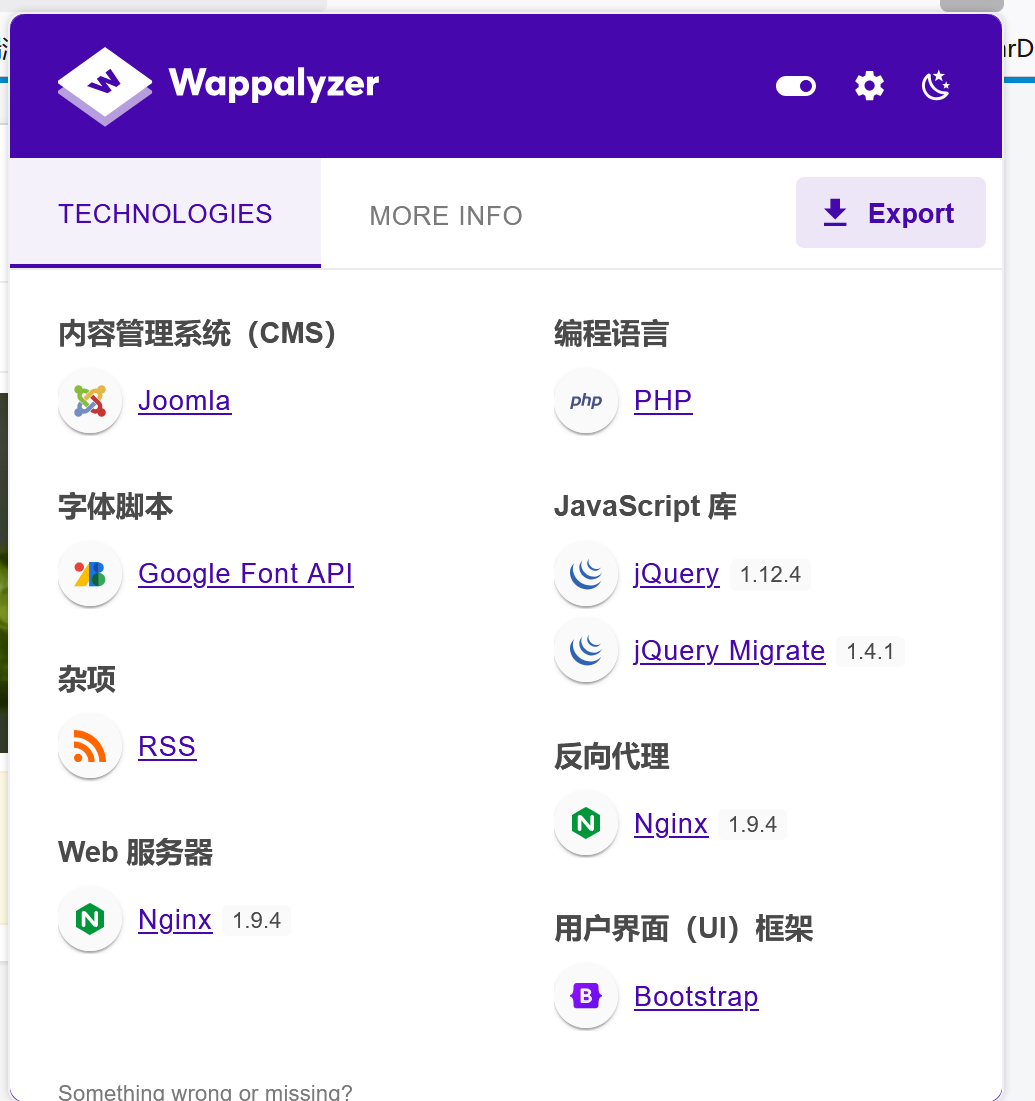 Wappalyzer
TECHNOLOGIES
MORE INFO
Export
内容管理系统（CMS）
Joomla
字体脚本
Google Font API
杂项
RSS
Web 服务器
Nginx 1.9.4
编程语言
php
PHP
JavaScript 库
jQuery 1.12.4
jQuery Migrate 1.4.1
反向代理
Nginx 1.9.4
用户界面（UI）框架
Bootstrap
Something wrong or missing?